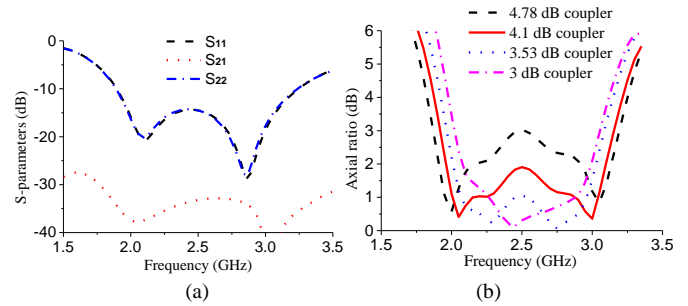 S11
S21
S22
0
-10
-20
-30
-40
1.5
2.0
2.5
3.0
3.5
S-parameters (dB)
Frequency (GHz)
(a)
4.78 dB coupler
4.1 dB coupler
3.53 dB coupler
3 dB coupler
6
5
4
3
2
1
0
1.5
2.0
2.5
3.0
3.5
Axial ratio (dB)
Frequency (GHz)
(b)